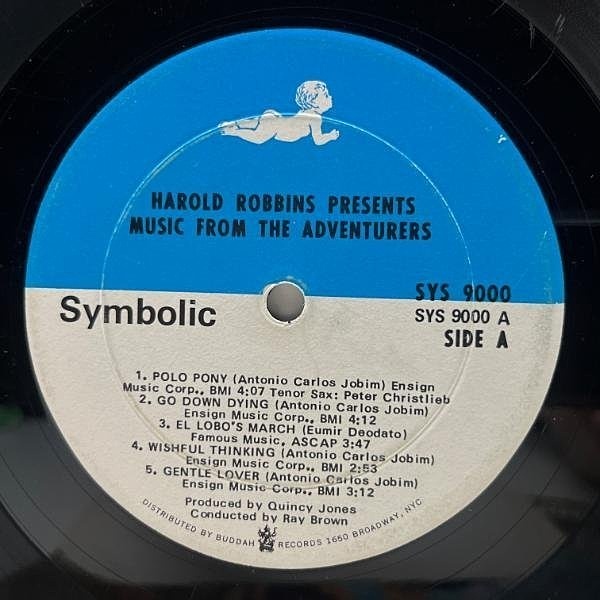 HAROLD ROBBINS PRESENTS
MUSIC FROM THE ADVENTURERS
SYS 9000
Symbolic
SYS 9000 A
SIDE A
1. POLO PONY (Antonio Carlos Jobim) Ensign
Music Corp., BMI 4:07 Tenor Sax: Peter Christlieb
2. GO DOWN DYING (Antonio Carlos Jobim)
Ensign Music Corp., BMI 4:12
3. EL LOBO'S MARCH (Eumir Deodato)
Famous Music, ASCAP 3:47
4. WISHFUL THINKING (Antonio Carlos Jobim)
Ensign Music Corp., BMI 2:53
5. GENTLE LOVER (Antonio Carlos Jobim)
Ensign Music Corp., BMI 3:12
Produced by Quincy Jones
Conducted by Ray Brown
DISTRIBUTED BY BUDDAH RECORDS 1650 BROADWAY, NYC